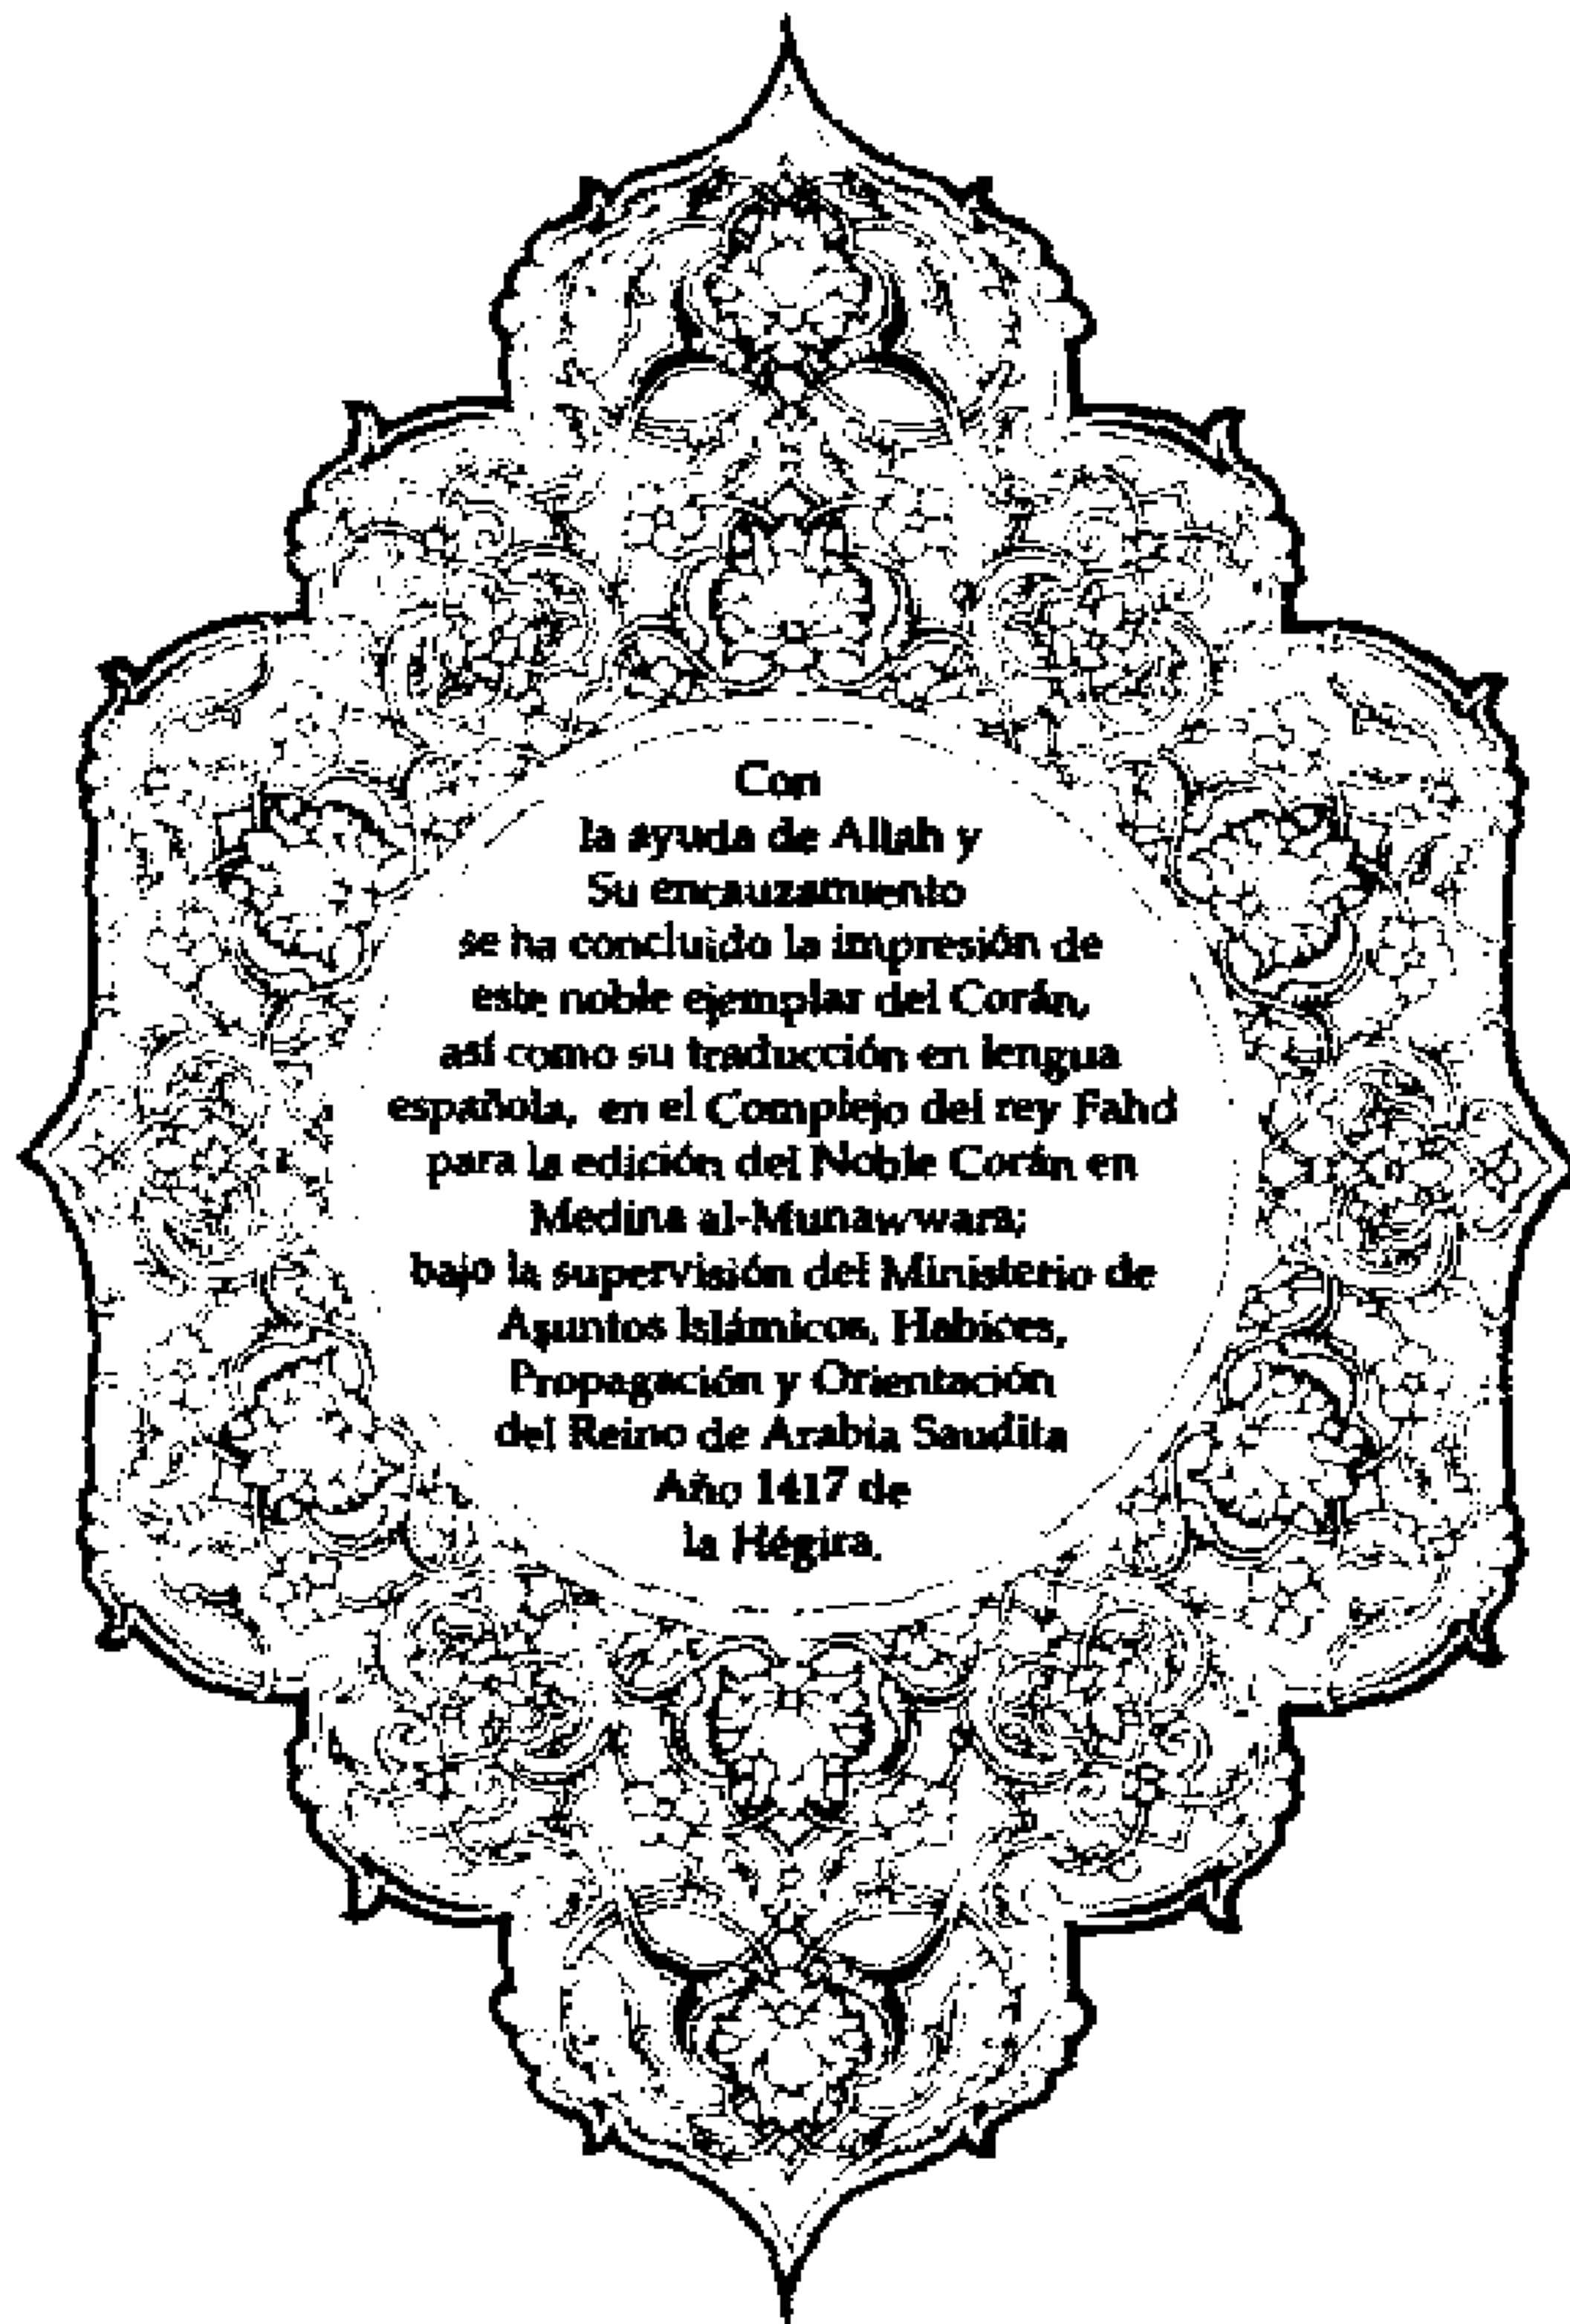 Con
la ayuda de Allah y
Su encauzamiento
se ha concluido la impresión de
este noble ejemplar del Corán,
así como su traducción en lengua
española, en el Complejo del rey Fahd
para la edición del Noble Corán en
Medina al-Munawwara;
bajo la supervisión del Ministerio de
Asuntos Islámicos, Habices,
Propagación y Orientación
del Reino de Arabia Saudita
Año 1417 de
la Hégira.